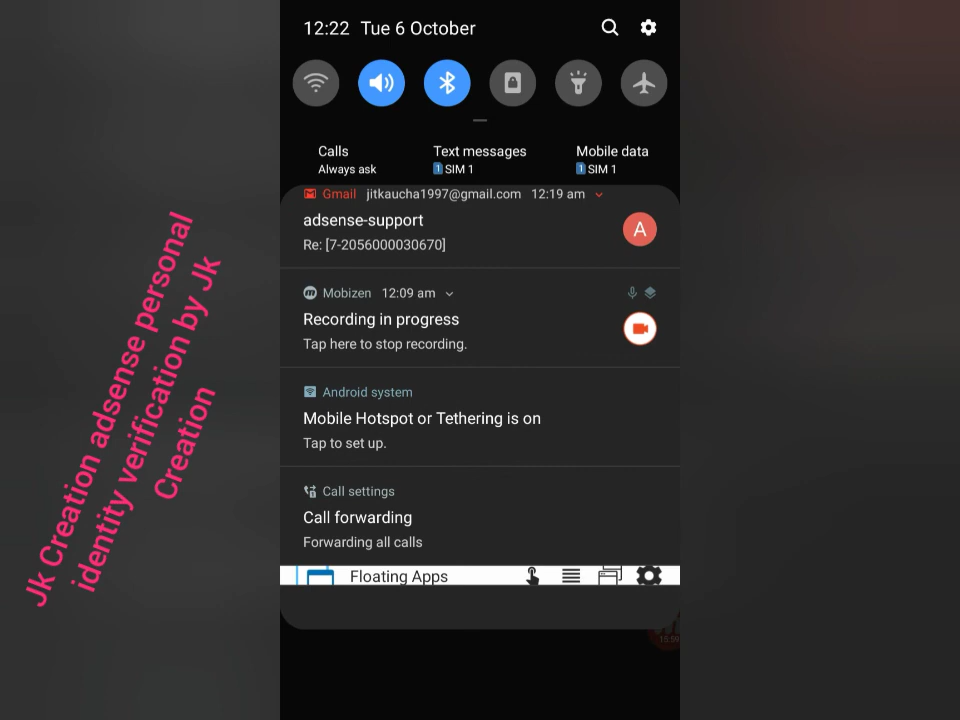 12:22 Tue 6 October
Calls
Always ask
Text messages
1 SIM 1
Mobile data
1 SIM 1
Gmail jitkaucha1997@gmail.com 12:19 am
adsense-support
Re: [7-2056000030670]
A
Mobizen 12:09 am
Recording in progress
Tap here to stop recording.
Android system
Mobile Hotspot or Tethering is on
Tap to set up.
Call settings
Call forwarding
Forwarding all calls
Floating Apps
Jk Creation adsense personal
identity verification by Jk
Creation